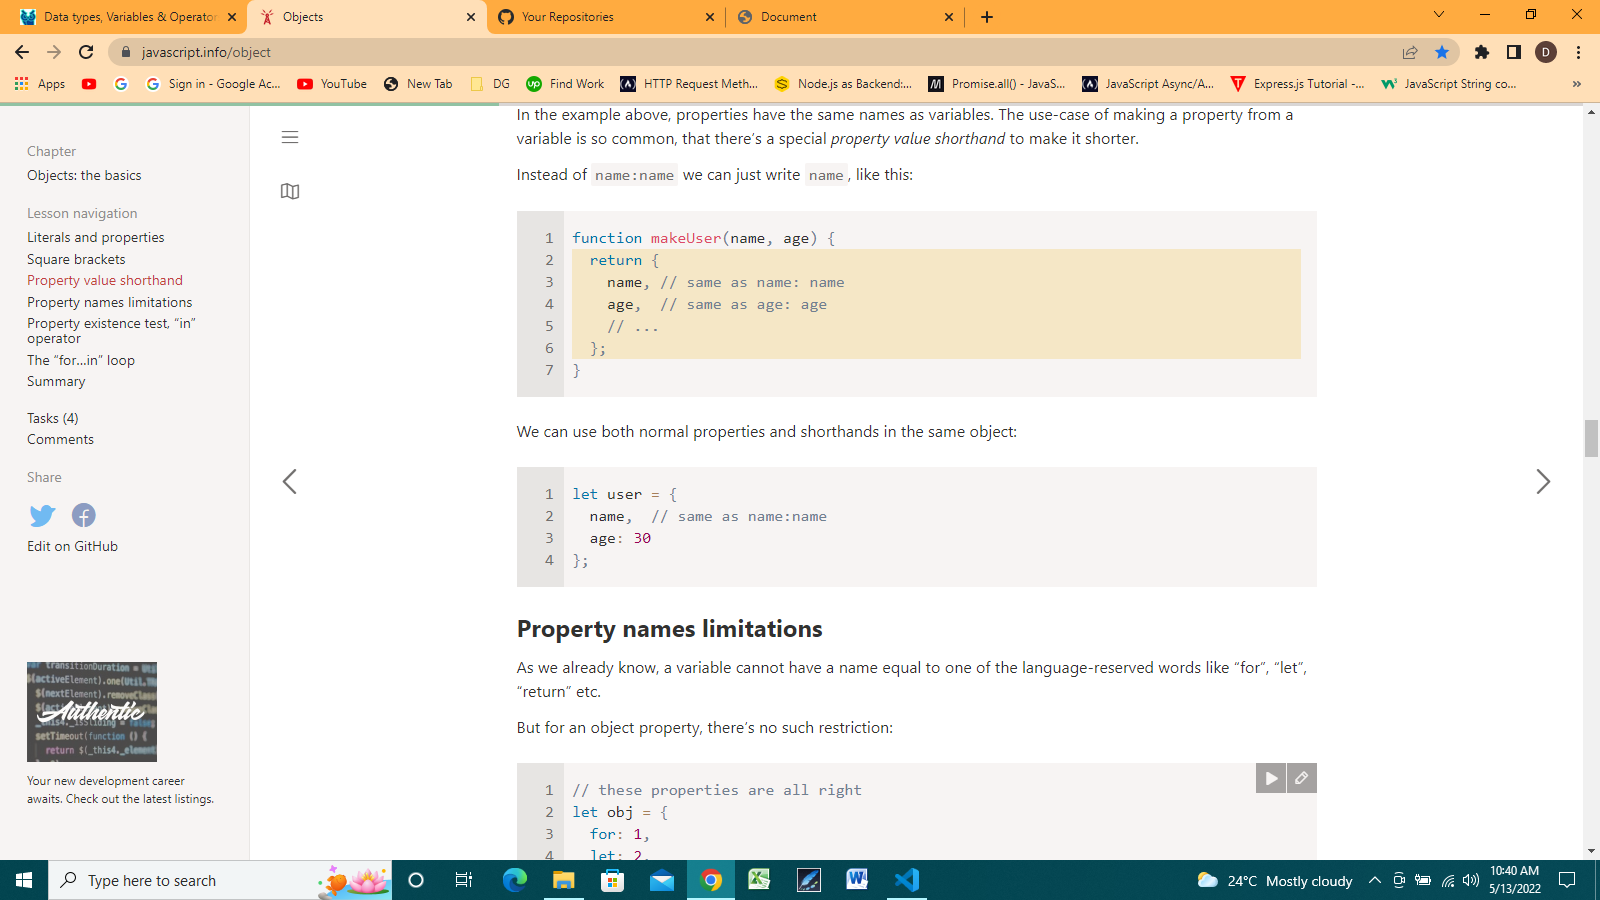 Data types, Variables & Operator
Objects
Your Repositories
Document
javascript.info/object
D
Apps
Sign in - Google Ac...
YouTube
New Tab
DG
Find Work
HTTP Request Meth...
Node.js as Backend:...
Promise.all() - JavaS...
JavaScript Async/A...
Express.js Tutorial -...
JavaScript String co...
»
Chapter
Objects: the basics
Lesson navigation
Literals and properties
Square brackets
Property value shorthand
Property names limitations
Property existence test, “in”
operator
The “for…in” loop
Summary
Tasks (4)
Comments
Share
Edit on GitHub
Authentic
Your new development career
awaits. Check out the latest listings.
In the example above, properties have the same names as variables. The use-case of making a property from a
variable is so common, that there’s a special property value shorthand to make it shorter.
Instead of name:name we can just write name, like this:
1 function makeUser(name, age) {
2 return {
3 name, // same as name: name
4 age,  // same as age: age
5 // ...
6 };
7 }
We can use both normal properties and shorthands in the same object:
1 let user = {
2 name,  // same as name:name
3 age: 30
4 };
Property names limitations
As we already know, a variable cannot have a name equal to one of the language-reserved words like “for”, “let”,
“return” etc.
But for an object property, there’s no such restriction:
1 // these properties are all right
2 let obj = {
3 for: 1,
4 let: 2,
Type here to search
24°C Mostly cloudy
10:40 AM
5/13/2022